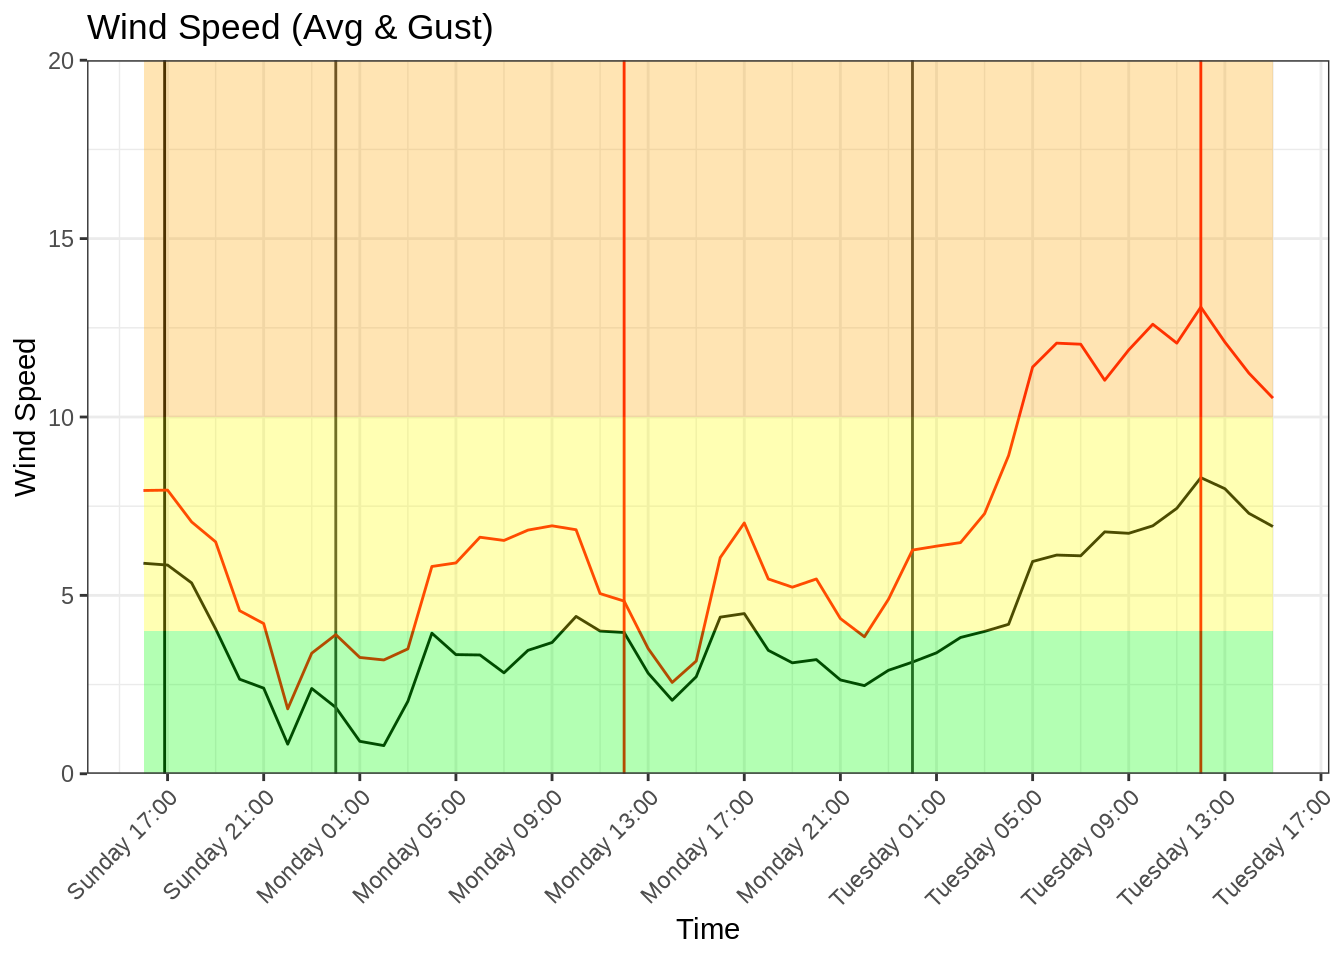 Wind Speed (Avg & Gust)
Wind Speed
20
15
10
5
0
Sunday 17:00
Sunday 21:00
Monday 01:00
Monday 05:00
Monday 09:00
Monday 13:00
Monday 17:00
Monday 21:00
Tuesday 01:00
Tuesday 05:00
Tuesday 09:00
Tuesday 13:00
Tuesday 17:00
Time